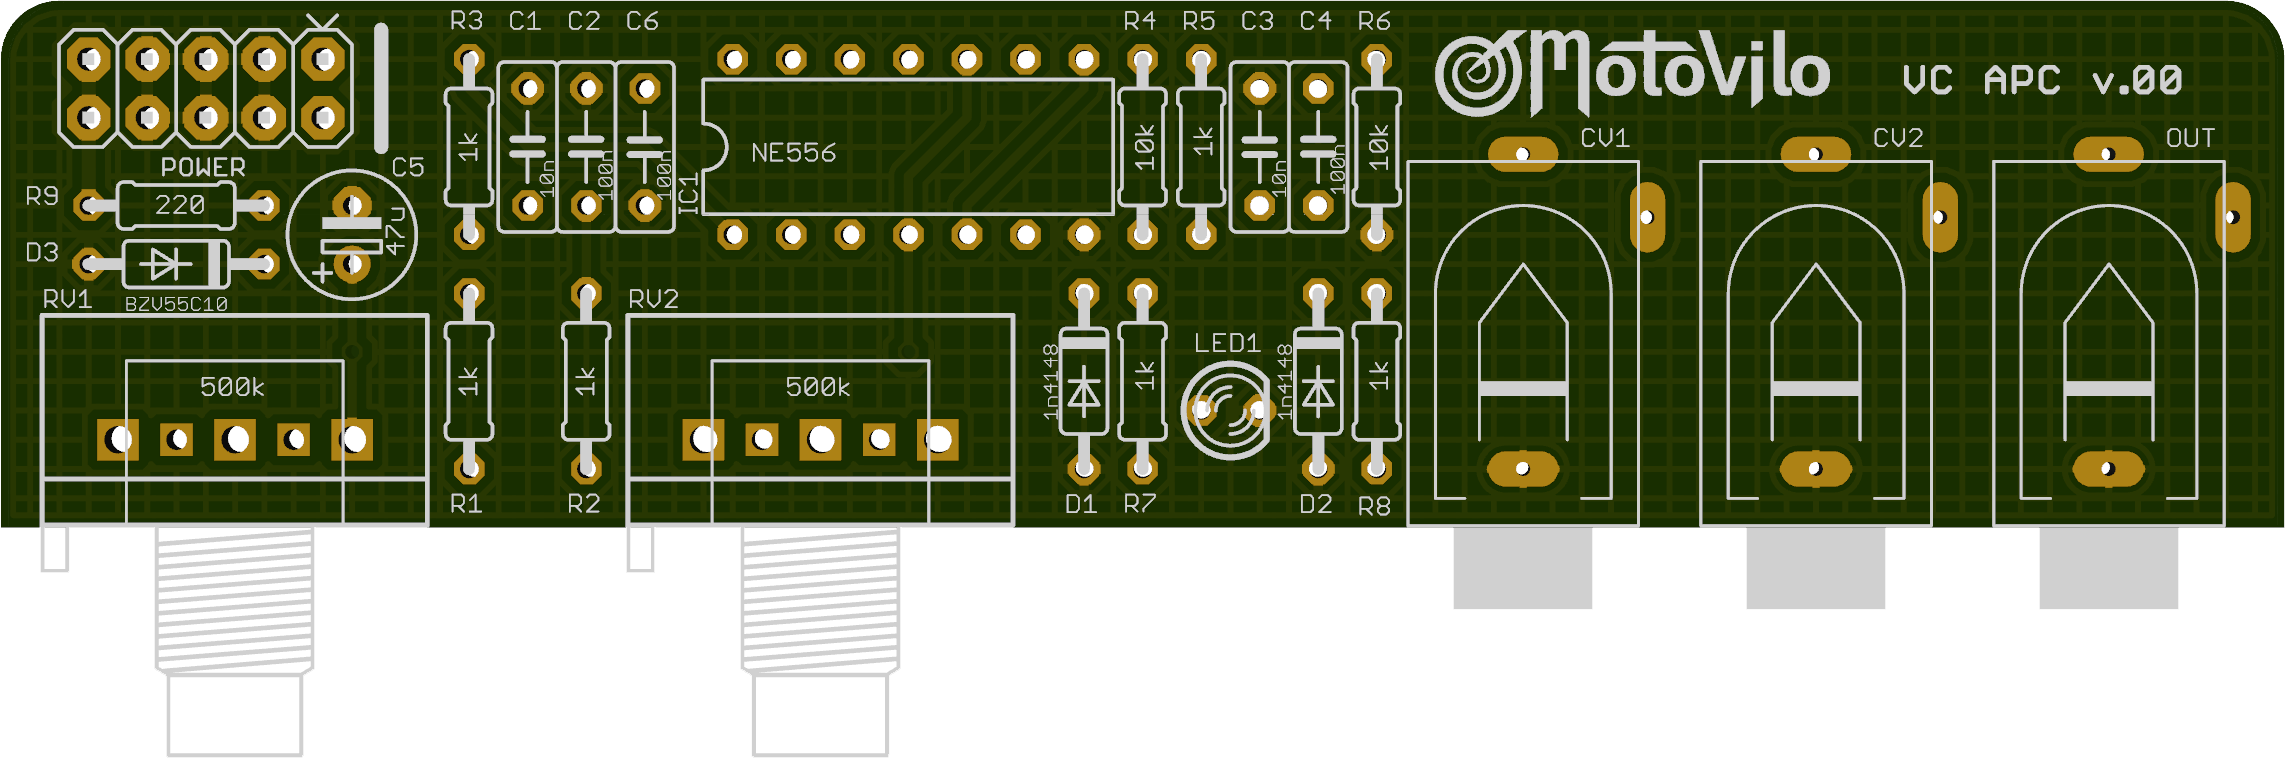 R3
C1
C2
C6
R4
R5
C3
C4
R6
MotoVilo
VC APC v.00
POWER
C5
CV1
CV2
OUT
R9
220
47u
+
D3
BZV55C10
1k
10n
100n
100n
IC1
NE556
10k
1k
10n
100n
10k
RV1
500k
1k
1k
RV2
500k
1n4148
1k
LED1
1n4148
1k
R1
R2
D1
R7
D2
R8